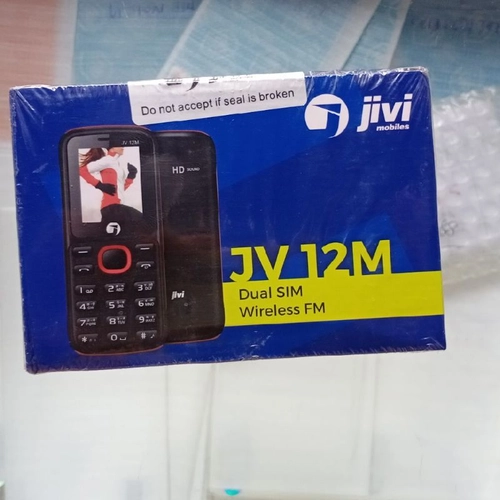 Do not accept if seal is broken
jivi
mobiles
JV 12M
HD
jivi
JV 12M
Dual SIM
Wireless FM